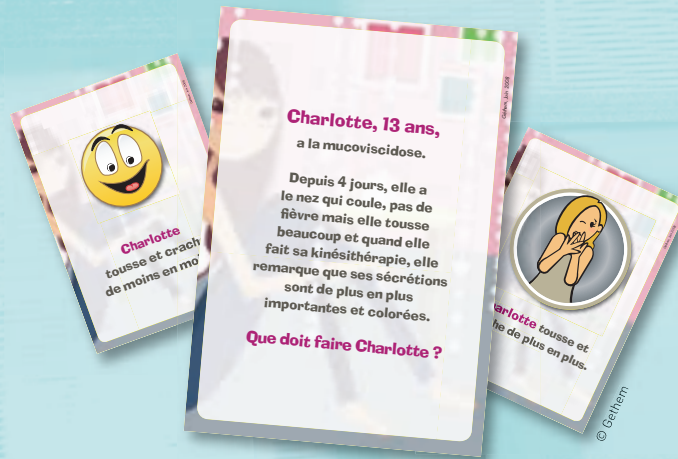 Charlotte, 13 ans,
a la mucoviscidose.
Depuis 4 jours, elle a
le nez qui coule, pas de
fièvre mais elle tousse
beaucoup et quand elle
fait sa kinésithérapie, elle
remarque que ses sécrétions
sont de plus en plus
importantes et colorées.
Que doit faire Charlotte ?
Charlotte
tousse et crach
de moins en mo
arlotte tousse et
he de plus en plus.
© Gethem